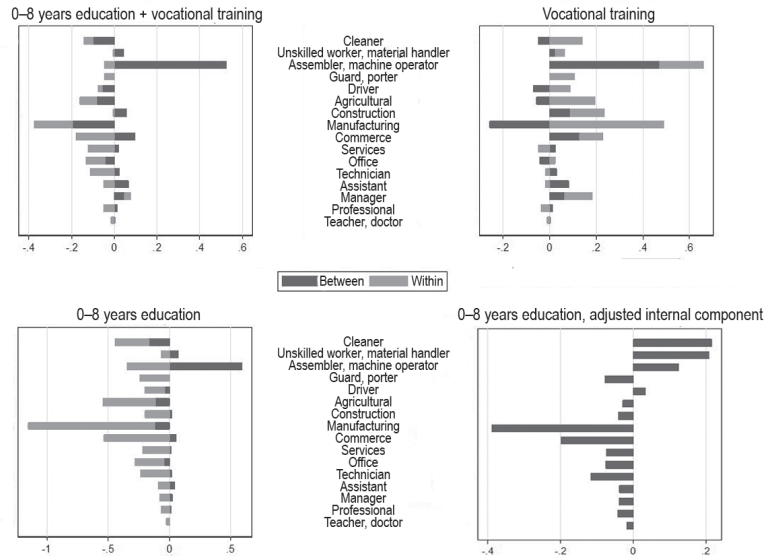 0–8 years education + vocational training
Vocational training
Cleaner
Unskilled worker, material handler
Assembler, machine operator
Guard, porter
Driver
Agricultural
Construction
Manufacturing
Commerce
Services
Office
Technician
Assistant
Manager
Professional
Teacher, doctor
-.4 -.2 0 .2 .4 .6
-.2 0 .2 .4 .6
Between Within
0–8 years education
0–8 years education, adjusted internal component
Cleaner
Unskilled worker, material handler
Assembler, machine operator
Guard, porter
Driver
Agricultural
Construction
Manufacturing
Commerce
Services
Office
Technician
Assistant
Manager
Professional
Teacher, doctor
-1 -.5 0 .5
-.4 -.2 0 .2